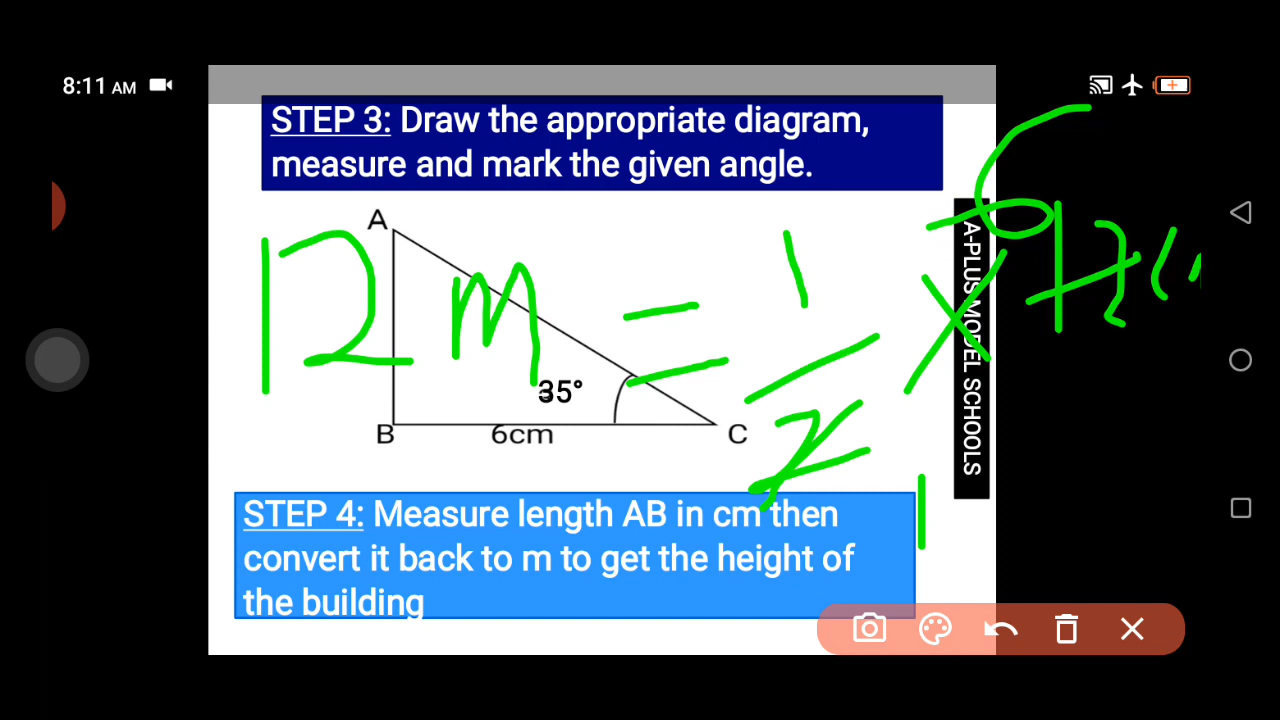 8:11 AM
STEP 3: Draw the appropriate diagram,
measure and mark the given angle.
A
12 m = 1/2 ×
35°
B
6cm
C
A-PLUS MODEL SCHOOLS
STEP 4: Measure length AB in cm then
convert it back to m to get the height of
the building